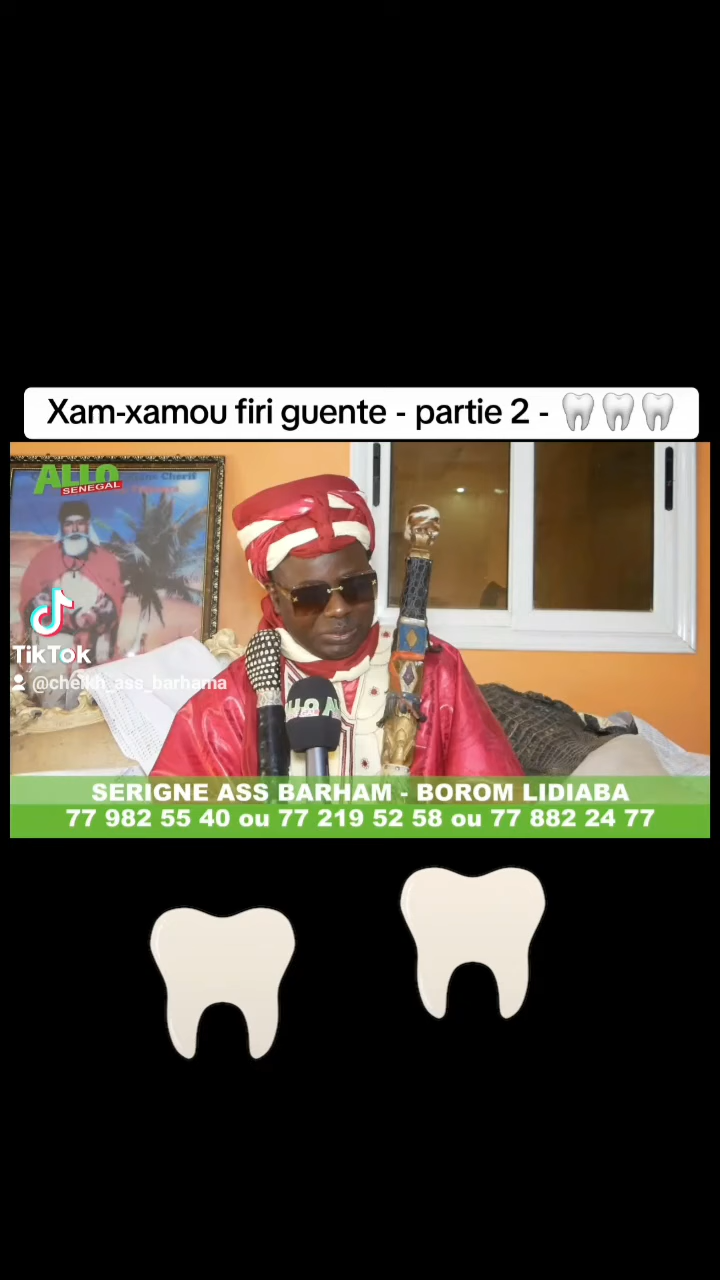 Xam-xamou firi guente - partie 2 - 🦷🦷🦷
ALLO
SENEGAL
Cherif
TikTok
@cheikh_ass_barhama
SERIGNE ASS BARHAM - BOROM LIDIABA
77 982 55 40 ou 77 219 52 58 ou 77 882 24 77